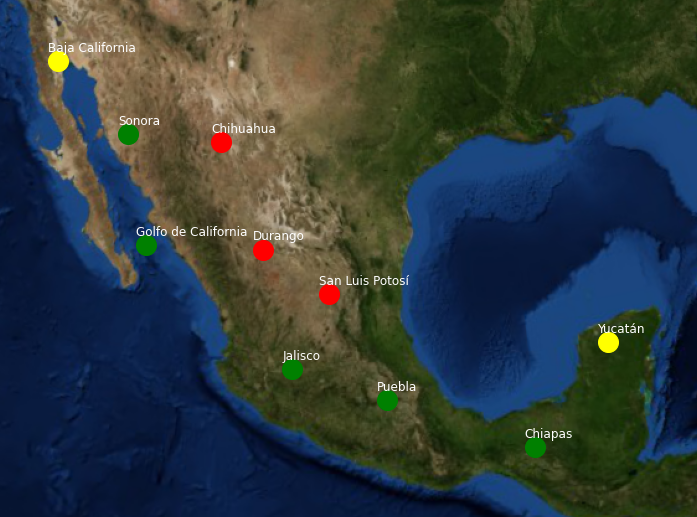 Baja California
Sonora
Chihuahua
Golfo de California
Durango
San Luis Potosí
Yucatán
Jalisco
Puebla
Chiapas